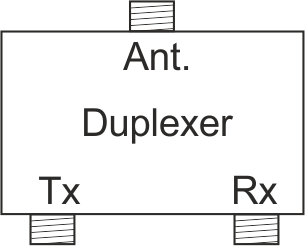 Ant.
Duplexer
Tx Rx